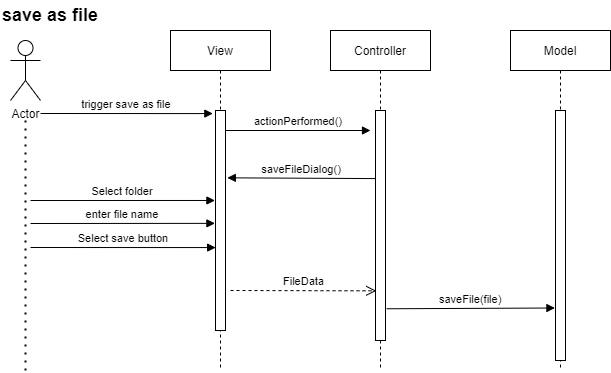 save as file
View
Controller
Model
Actor
trigger save as file
actionPerformed()
saveFileDialog()
Select folder
enter file name
Select save button
FileData
saveFile(file)